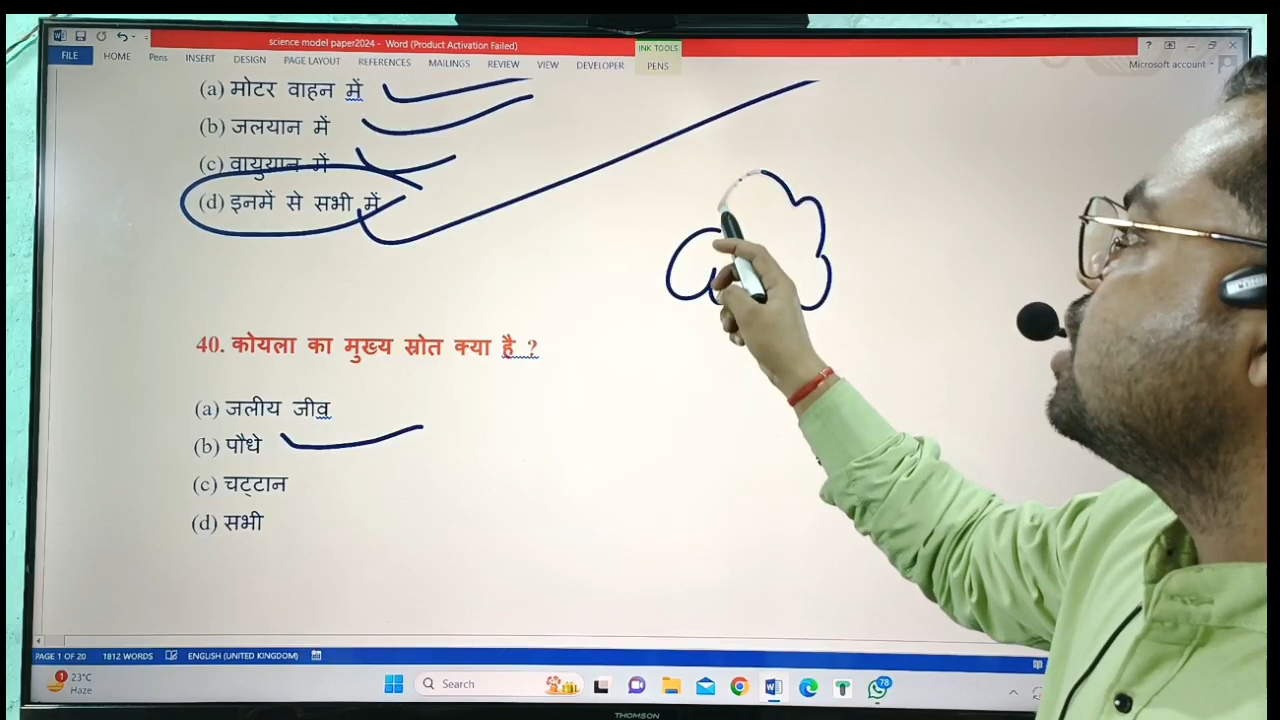 science model paper2024 - Word (Product Activation Failed)
INK TOOLS
FILE HOME Pens INSERT DESIGN PAGE LAYOUT REFERENCES MAILINGS REVIEW VIEW DEVELOPER PENS
Microsoft account
(a) मोटर वाहन में
(b) जलयान में
(c) वायुयान में
(d) इनमें से सभी में
40. कोयला का मुख्य स्रोत क्या है ?
(a) जलीय जीव
(b) पौधे
(c) चट्टान
(d) सभी
PAGE 1 OF 20 1812 WORDS ENGLISH (UNITED KINGDOM)
1
23°C
Haze
Search
78
THOMSON